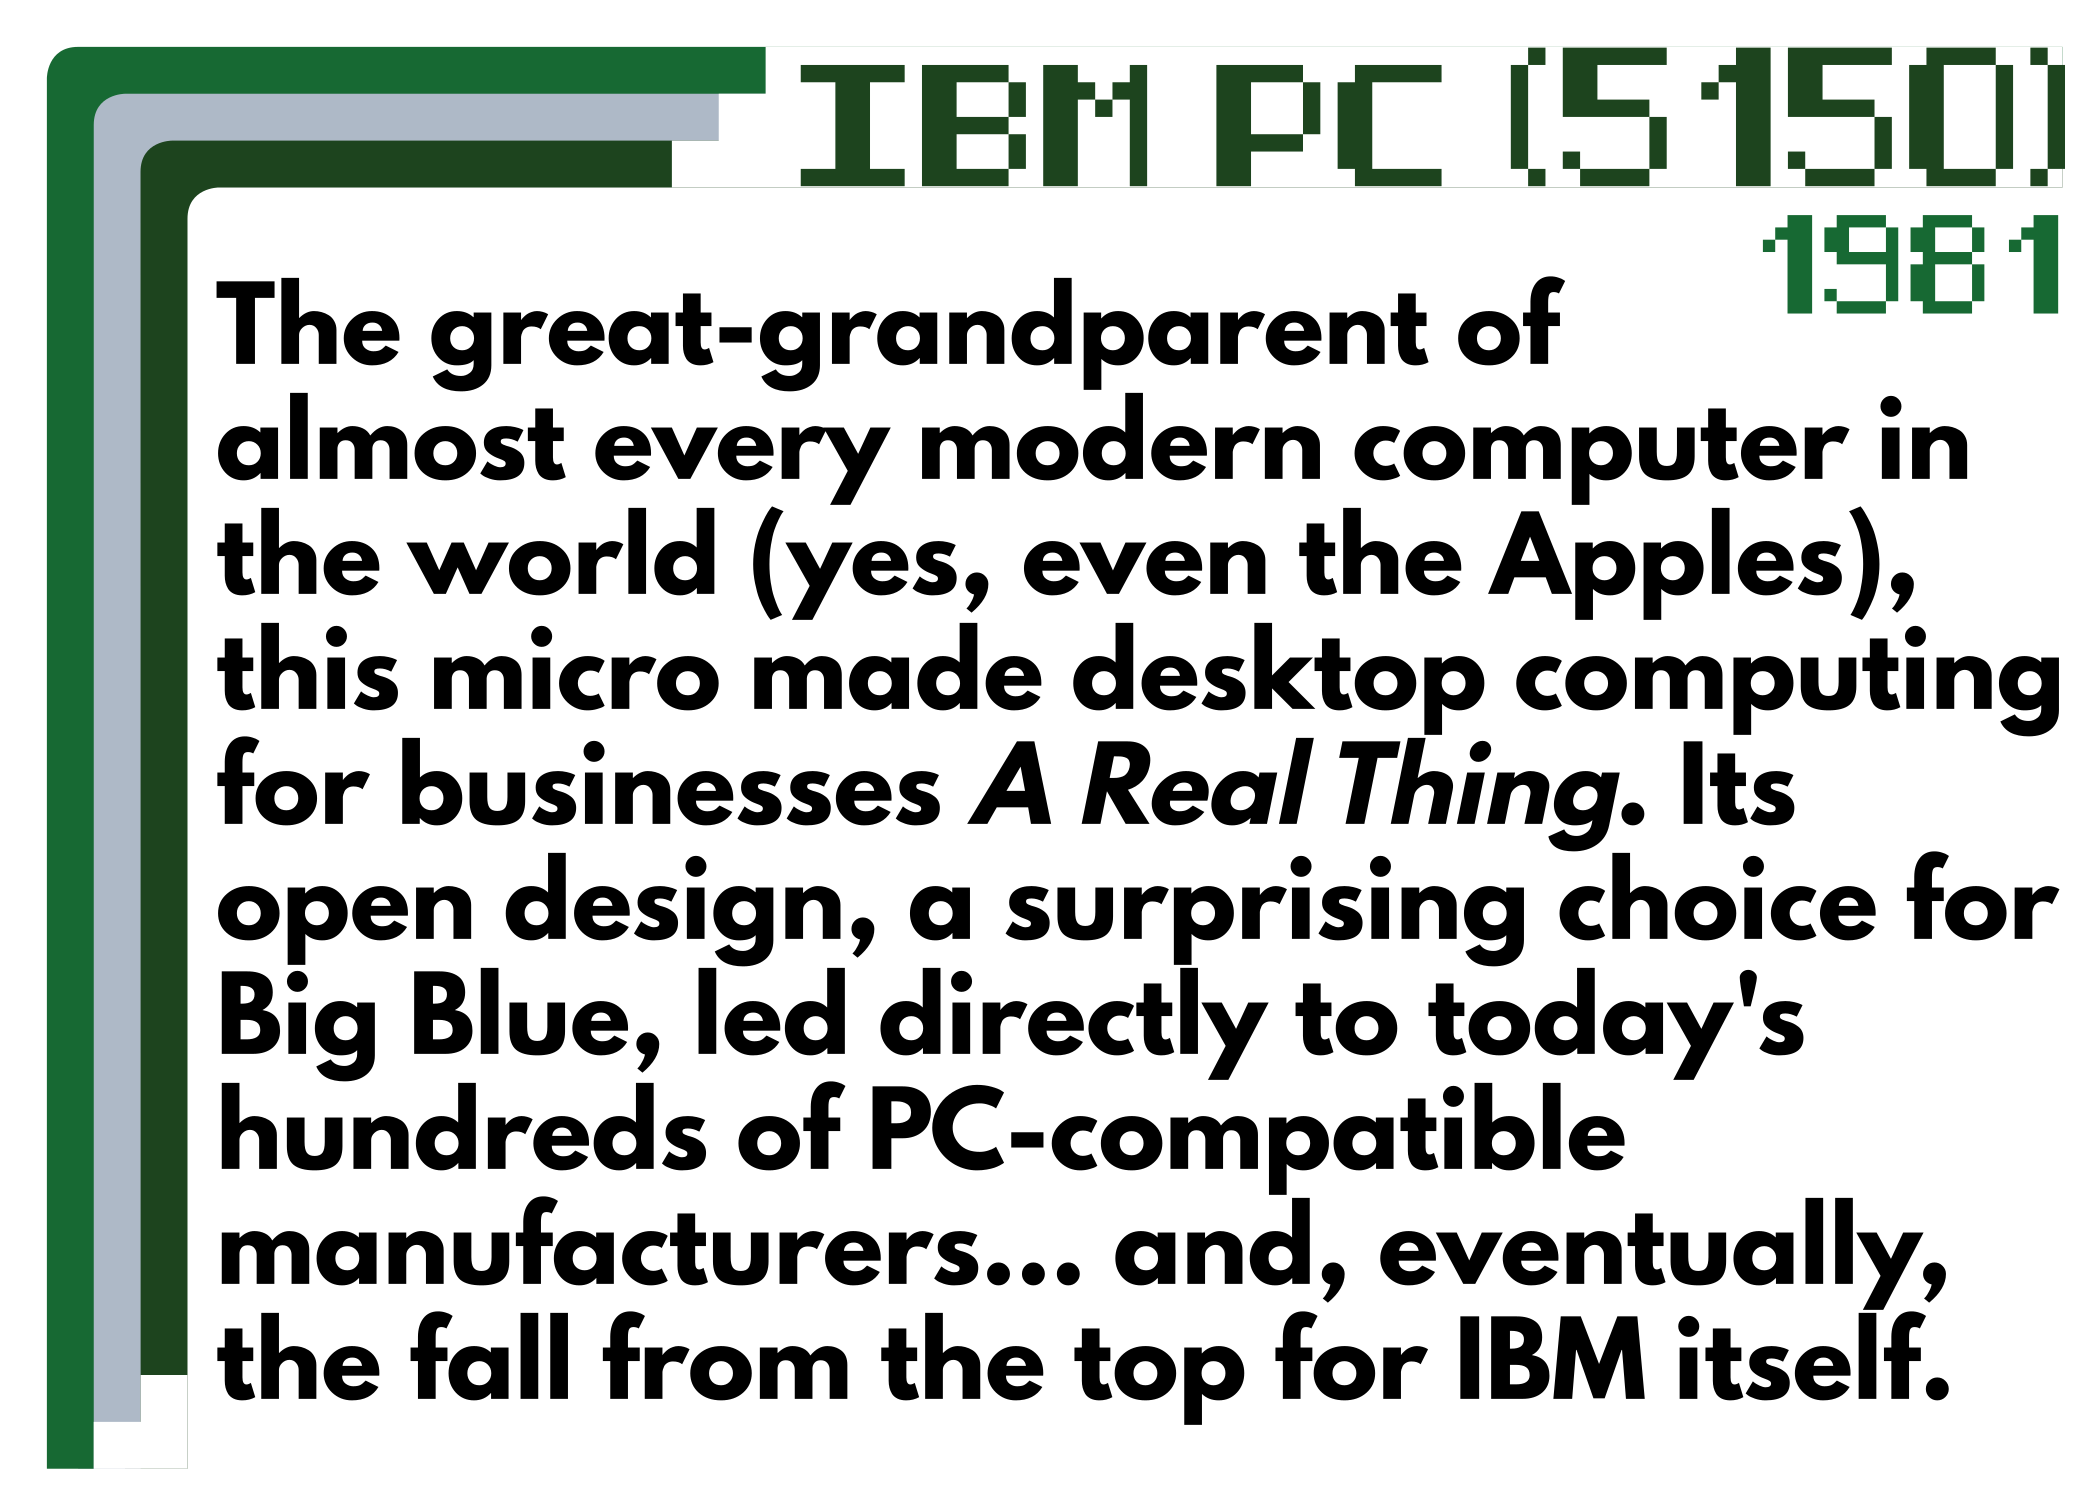 IBM PC (5150)
1981
The great-grandparent of
almost every modern computer in
the world (yes, even the Apples),
this micro made desktop computing
for businesses A Real Thing. Its
open design, a surprising choice for
Big Blue, led directly to today's
hundreds of PC-compatible
manufacturers... and, eventually,
the fall from the top for IBM itself.